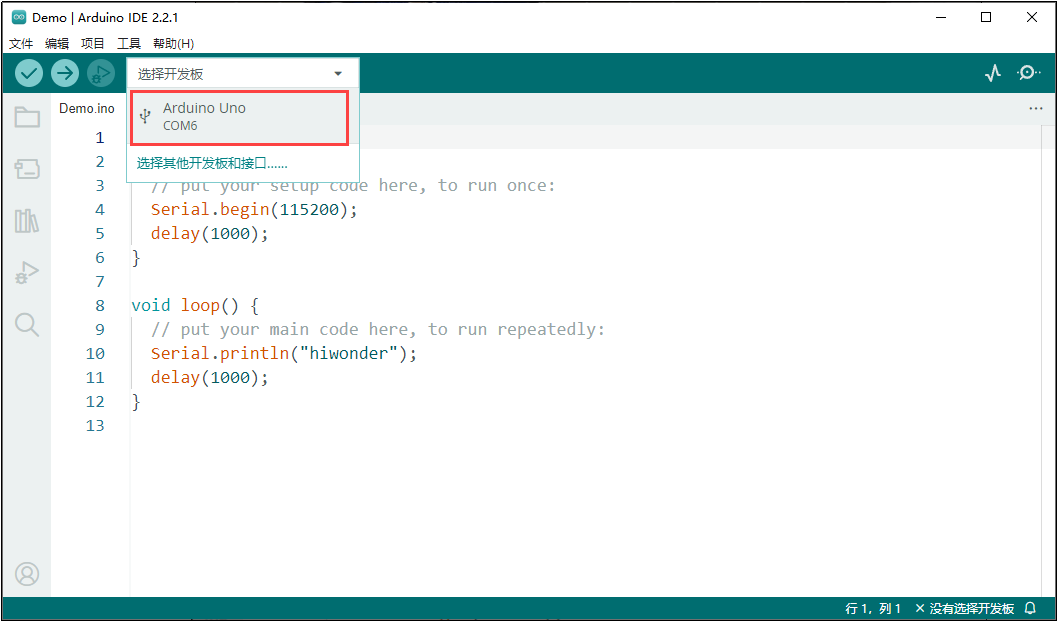 Demo | Arduino IDE 2.2.1
文件 编辑 项目 工具 帮助(H)
选择开发板
Arduino Uno
COM6
选择其他开发板和接口......
Demo.ino
1
2
3 // put your setup code here, to run once:
4 Serial.begin(115200);
5 delay(1000);
6 }
7
8 void loop() {
9 // put your main code here, to run repeatedly:
10 Serial.println("hiwonder");
11 delay(1000);
12 }
13
行 1，列 1 × 没有选择开发板